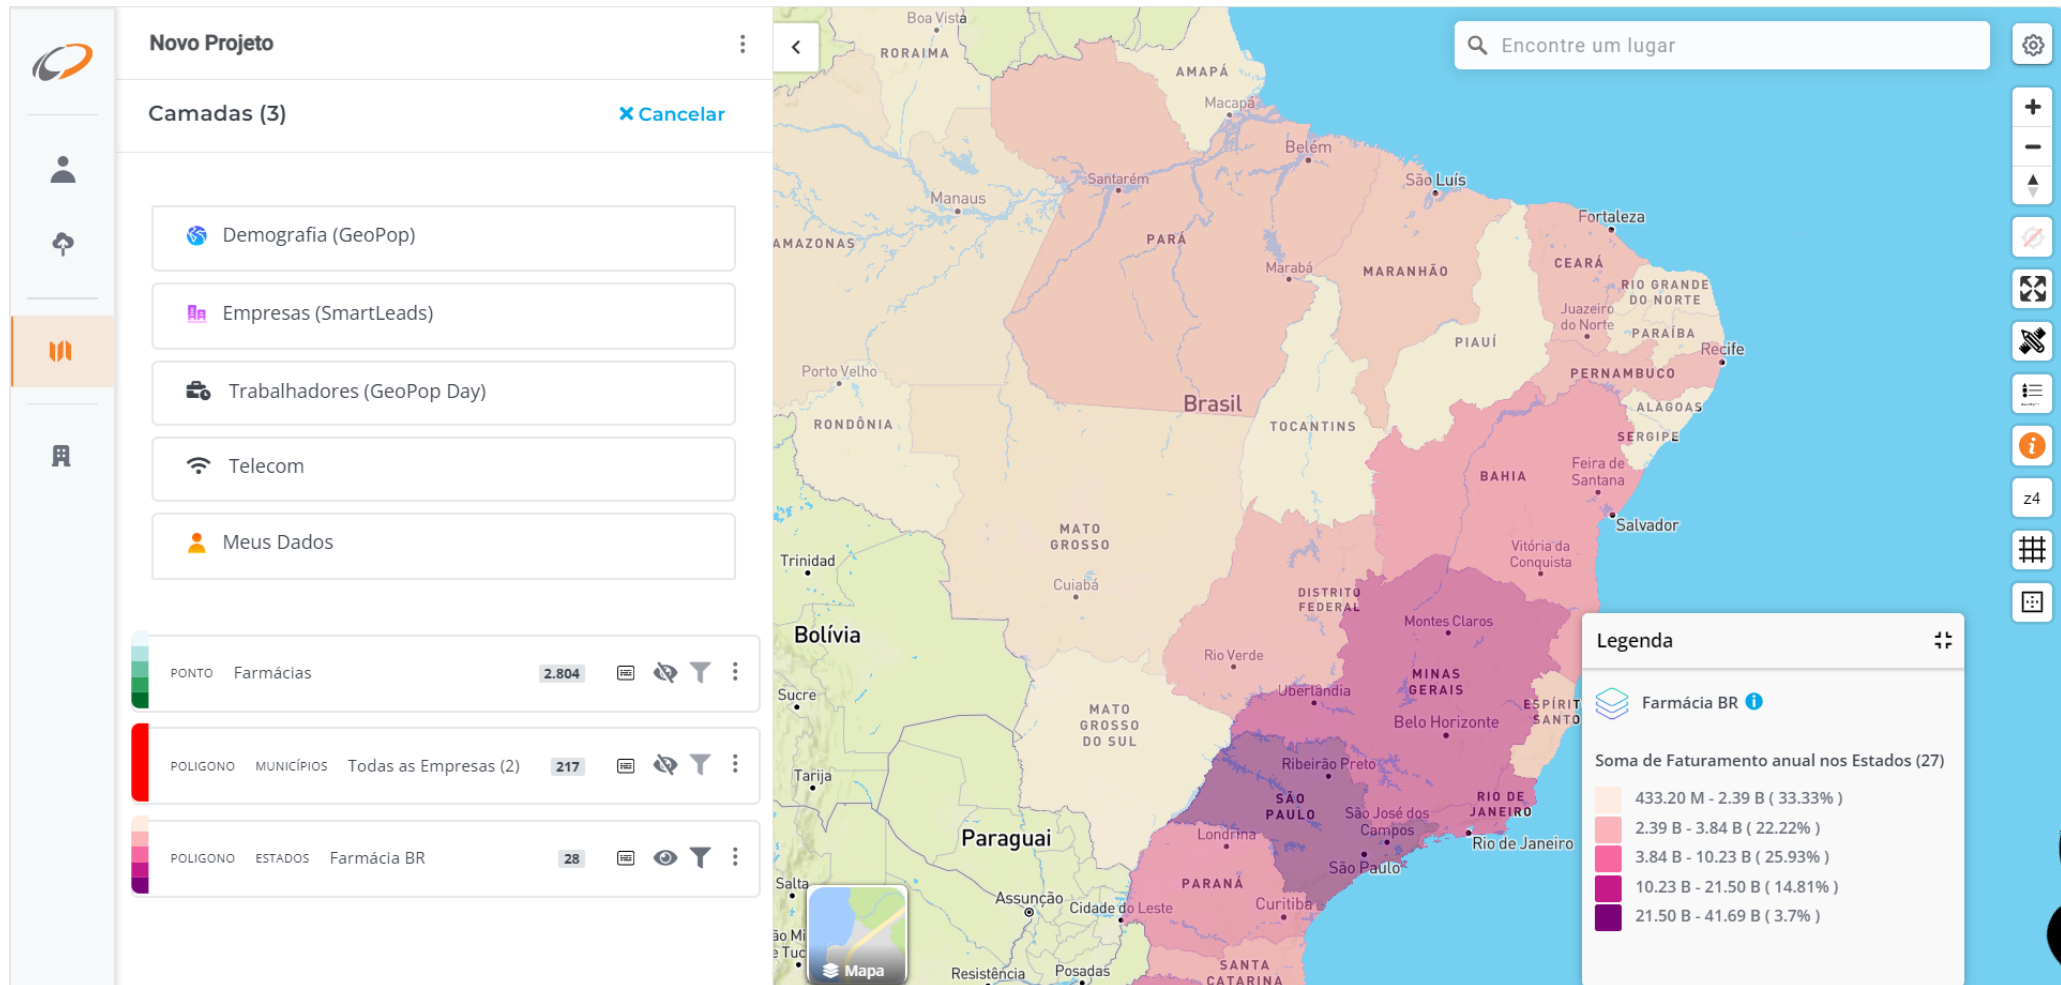 Novo Projeto
Camadas (3)
Cancelar
Demografia (GeoPop)
Empresas (SmartLeads)
Trabalhadores (GeoPop Day)
Telecom
Meus Dados
PONTO Farmácias 2.804
POLIGONO MUNICÍPIOS Todas as Empresas (2) 217
POLIGONO ESTADOS Farmácia BR 28
Encontre um lugar
Boa Vista
RORAIMA
AMAPÁ
Macapá
Belém
Santarém
São Luís
Manaus
Fortaleza
AMAZONAS
PARÁ
Marabá
MARANHÃO
CEARÁ
RIO GRANDE
DO NORTE
Juazeiro
do Norte
PARAÍBA
PIAUÍ
Recife
Porto Velho
PERNAMBUCO
Brasil
ALAGOAS
RONDÔNIA
TOCANTINS
SERGIPE
Feira de
Santana
BAHIA
z4
Salvador
MATO
GROSSO
Vitória da
Conquista
Trinidad
Cuiabá
DISTRITO
FEDERAL
Montes Claros
Bolívia
Rio Verde
MINAS
GERAIS
Sucre
Uberlândia
MATO
GROSSO
DO SUL
Belo Horizonte
ESPÍRIT
SANTO
Tarija
Ribeirão Preto
SÃO
PAULO
RIO DE
JANEIRO
São José dos
Campos
Paraguai
Londrina
Rio de Janeiro
São Paulo
Salta
PARANÁ
Assunção
Cidade do Leste
Curitiba
ão Mi
e Tuc
Mapa
Resistência
Posadas
SANTA
CATARINA
Legenda
Farmácia BR
Soma de Faturamento anual nos Estados (27)
433.20 M - 2.39 B ( 33.33% )
2.39 B - 3.84 B ( 22.22% )
3.84 B - 10.23 B ( 25.93% )
10.23 B - 21.50 B ( 14.81% )
21.50 B - 41.69 B ( 3.7% )